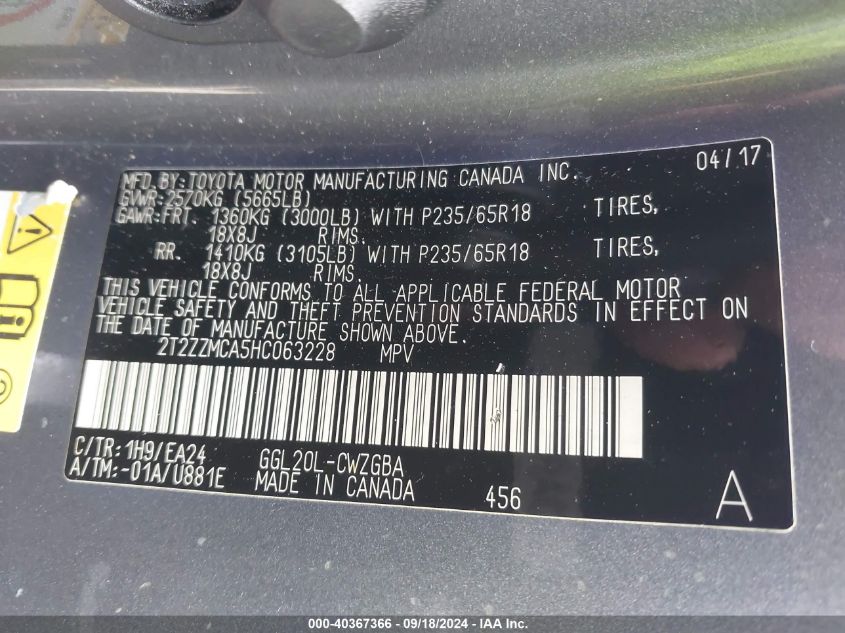 04/17
MFD.BY:TOYOTA MOTOR MANUFACTURING CANADA INC.
GVWR:2570KG (5665LB)
GAWR:FRT. 1360KG (3000LB) WITH P235/65R18 TIRES,
18X8J RIMS.
RR. 1410KG (3105LB) WITH P235/65R18 TIRES,
18X8J RIMS.
THIS VEHICLE CONFORMS TO ALL APPLICABLE FEDERAL MOTOR
VEHICLE SAFETY AND THEFT PREVENTION STANDARDS IN EFFECT ON
THE DATE OF MANUFACTURE SHOWN ABOVE.
2T2ZZMCA5HC063228 MPV
C/TR:1H9/EA24 GGL20L-CWZGBA
A/TM:-01A/U881E MADE IN CANADA 456 A
000-40367366 - 09/18/2024 - IAA Inc.